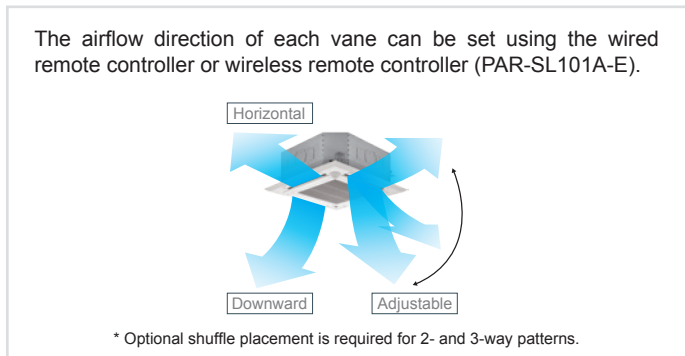 The airflow direction of each vane can be set using the wired
remote controller or wireless remote controller (PAR-SL101A-E).
Horizontal
Downward
Adjustable
* Optional shuffle placement is required for 2- and 3-way patterns.